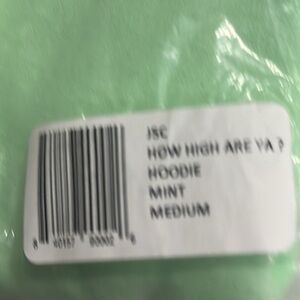 JSC
HOW HIGH ARE YA ?
HOODIE
MINT
MEDIUM